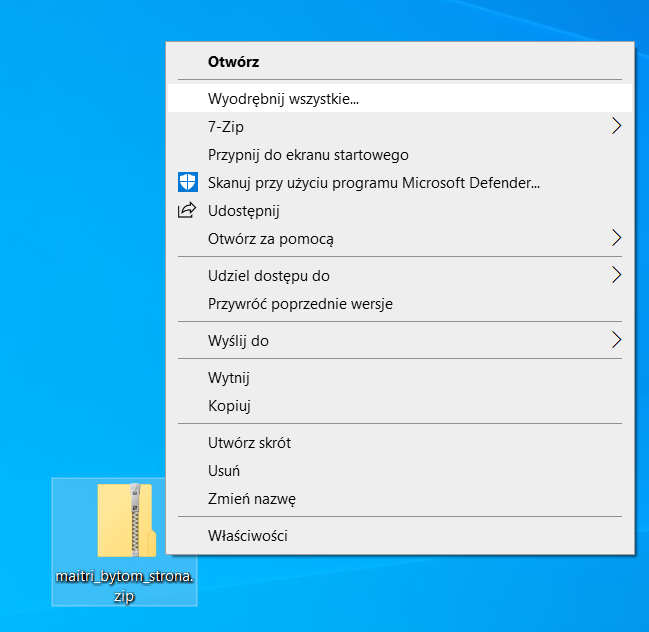 Otwórz
Wyodrębnij wszystkie...
7-Zip
Przypnij do ekranu startowego
Skanuj przy użyciu programu Microsoft Defender...
Udostępnij
Otwórz za pomocą
Udziel dostępu do
Przywróć poprzednie wersje
Wyślij do
Wytnij
Kopiuj
Utwórz skrót
Usuń
Zmień nazwę
Właściwości
maitri_bytom_strona.
zip